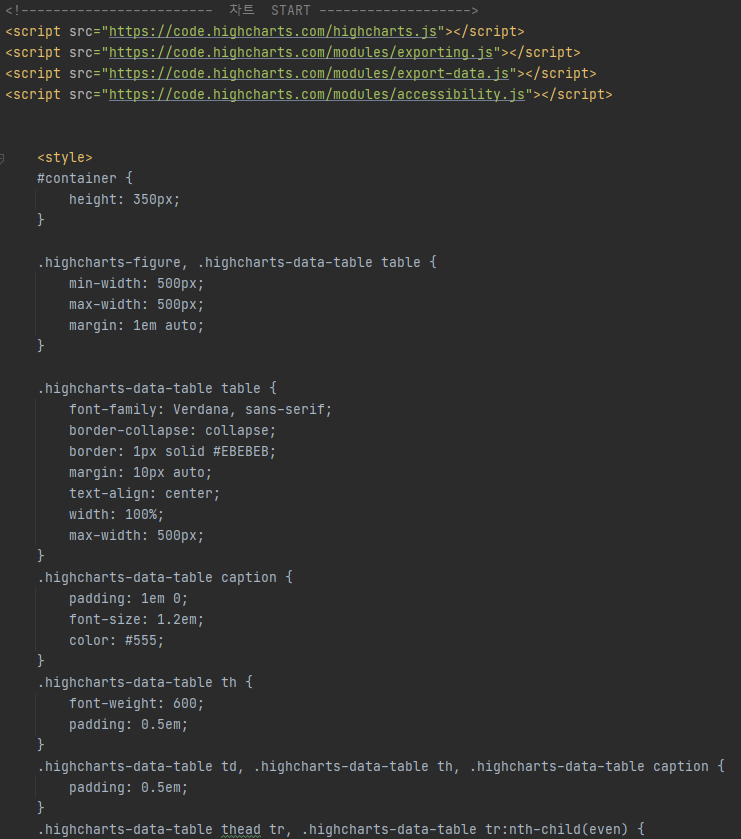 <!------------------------ 차트 START ------------------->
<script src="https://code.highcharts.com/highcharts.js"></script>
<script src="https://code.highcharts.com/modules/exporting.js"></script>
<script src="https://code.highcharts.com/modules/export-data.js"></script>
<script src="https://code.highcharts.com/modules/accessibility.js"></script>
<style>
#container {
height: 350px;
}
.highcharts-figure, .highcharts-data-table table {
min-width: 500px;
max-width: 500px;
margin: 1em auto;
}
.highcharts-data-table table {
font-family: Verdana, sans-serif;
border-collapse: collapse;
border: 1px solid #EBEBEB;
margin: 10px auto;
text-align: center;
width: 100%;
max-width: 500px;
}
.highcharts-data-table caption {
padding: 1em 0;
font-size: 1.2em;
color: #555;
}
.highcharts-data-table th {
font-weight: 600;
padding: 0.5em;
}
.highcharts-data-table td, .highcharts-data-table th, .highcharts-data-table caption {
padding: 0.5em;
}
.highcharts-data-table thead tr, .highcharts-data-table tr:nth-child(even) {